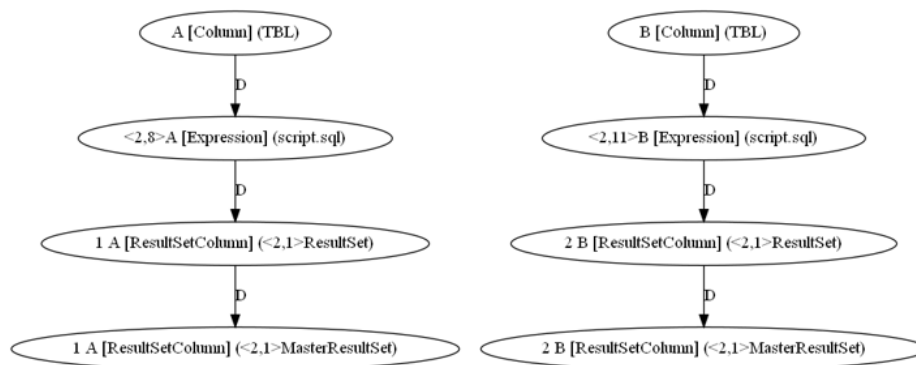 A [Column] (TBL)
B [Column] (TBL)
D
D
<2,8>A [Expression] (script.sql)
<2,11>B [Expression] (script.sql)
D
D
1 A [ResultSetColumn] (<2,1>ResultSet)
2 B [ResultSetColumn] (<2,1>ResultSet)
D
D
1 A [ResultSetColumn] (<2,1>MasterResultSet)
2 B [ResultSetColumn] (<2,1>MasterResultSet)